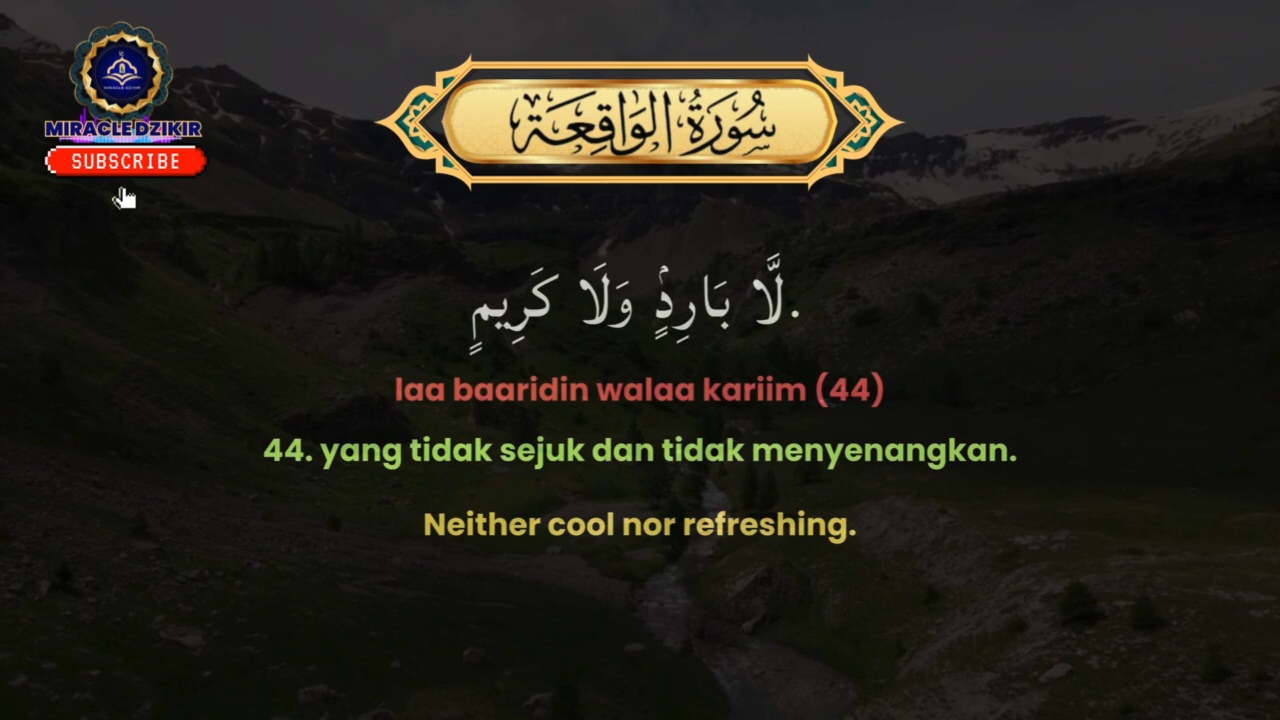 MIRACLE DZIKIR
SUBSCRIBE
سُورَةُ الوَاقِعَة
لَّا بَارِدٍۢ وَلَا كَرِيمٍ.
laa baaridin walaa kariim (44)
44. yang tidak sejuk dan tidak menyenangkan.
Neither cool nor refreshing.